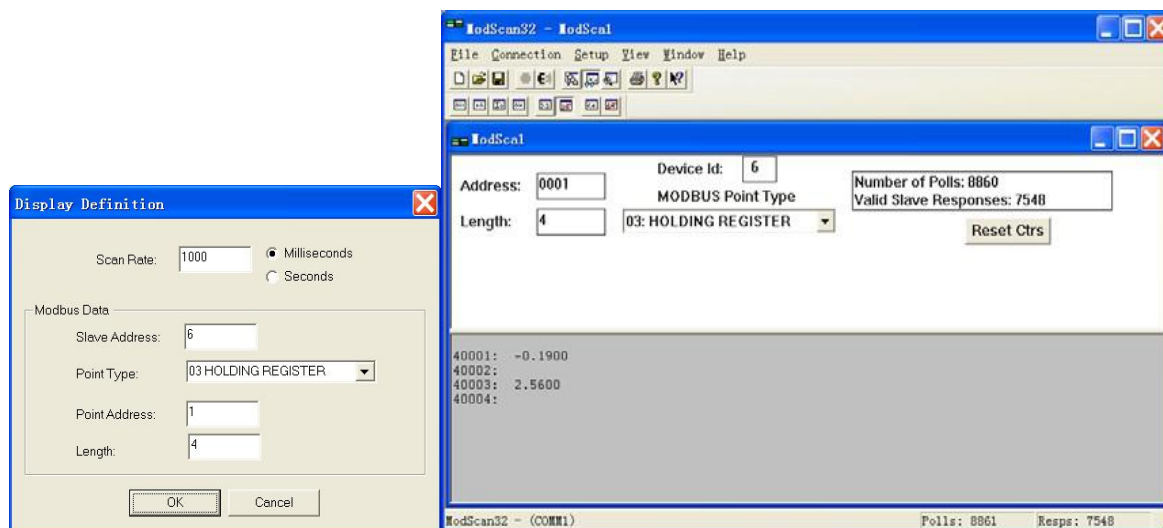 Display Definition
Scan Rate: 1000 Milliseconds
Seconds
Modbus Data
Slave Address: 6
Point Type: 03 HOLDING REGISTER
Point Address: 1
Length: 4
OK Cancel
ModScan32 - ModSca1
File Connection Setup View Window Help
ModSca1
Address: 0001
Device Id: 6
MODBUS Point Type
Length: 4
03: HOLDING REGISTER
Number of Polls: 8860
Valid Slave Responses: 7548
Reset Ctrs
40001: -0.1900
40002:
40003: 2.5600
40004:
ModScan32 - (COMM1) Polls: 8861 Resps: 7548